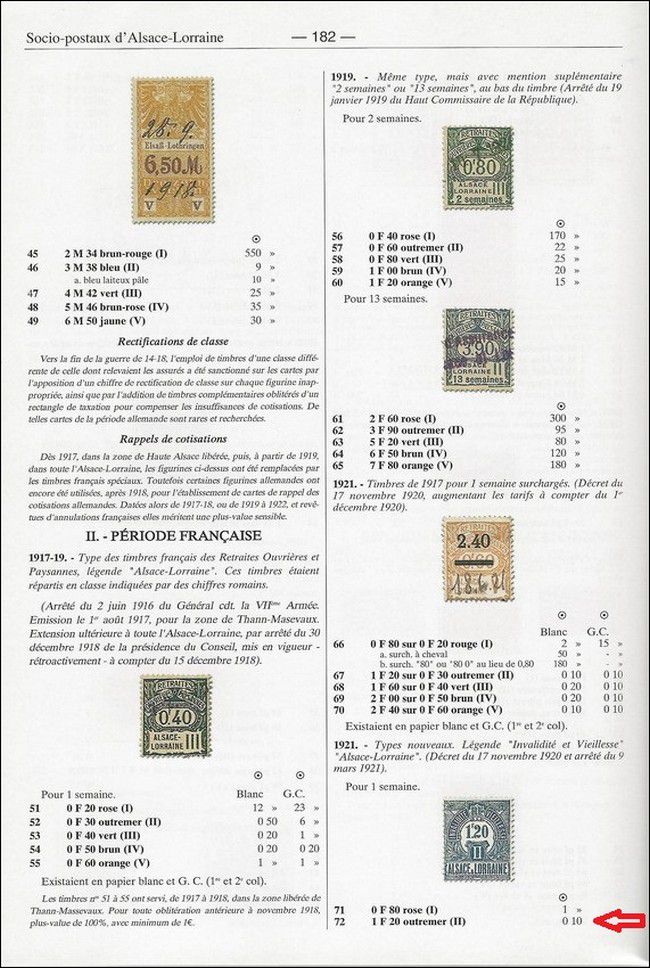 Socio-postaux d'Alsace-Lorraine — 182 —
28. 9.
Elsaß-Lothringen
6,50 M
1918.
V V
45 2 M 34 brun-rouge (I) 550 »
46 3 M 38 bleu (II) 9 »
a. bleu laiteux pâle 10 »
47 4 M 42 vert (III) 25 »
48 5 M 46 brun-rose (IV) 35 »
49 6 M 50 jaune (V) 30 »
Rectifications de classe
Vers la fin de la guerre de 14-18, l'emploi de timbres d'une classe diffé-
rente de celle dont relevaient les assurés a été sanctionné sur les cartes par
l'apposition d'un chiffre de rectification de classe sur chaque figurine inap-
propriée, ainsi que par l'addition de timbres complémentaires oblitérés d'un
rectangle de taxation pour compenser les insuffisances de cotisations. De
telles cartes de la période allemande sont rares et recherchées.
Rappels de cotisations
Dès 1917, dans la zone de Haute Alsace libérée, puis, à partir de 1919,
dans toute l'Alsace-Lorraine, les figurines ci-dessus ont été remplacées par
les timbres français spéciaux. Toutefois certaines figurines allemandes ont
encore été utilisées, après 1918, pour l'établissement de cartes de rappel des
cotisations allemandes. Datées alors de 1917-18, ou de 1919 à 1922, et revê-
tues d'annulations françaises elles méritent une plus-value sensible.
II. - PÉRIODE FRANÇAISE
1917-19. - Type des timbres français des Retraites Ouvrières et
Paysannes, légende "Alsace-Lorraine". Ces timbres étaient
répartis en classe indiquées par des chiffres romains.
(Arrêté du 2 juin 1916 du Général cdt. la VIIème Armée.
Emission le 1er août 1917, pour la zone de Thann-Masevaux.
Extension ultérieure à toute l'Alsace-Lorraine, par arrêté du 30
décembre 1918 de la présidence du Conseil, mis en vigueur -
rétroactivement - à compter du 15 décembre 1918).
RETRAITES
0F40
ALSACE-
LORRAINE III
Pour 1 semaine. Blanc G.C.
51 0 F 20 rose (I) 12 » 23 »
52 0 F 30 outremer (II) 0 50 6 »
53 0 F 40 vert (III) 0 20 1 »
54 0 F 50 brun (IV) 0 20 0 20
55 0 F 60 orange (V) 1 » 1 »
Existaient en papier blanc et G. C. (1re et 2e col).
Les timbres nos 51 à 55 ont servi, de 1917 à 1918, dans la zone libérée de
Thann-Massevaux. Pour toute oblitération antérieure à novembre 1918,
plus-value de 100%, avec minimum de 1€.
1919. - Même type, mais avec mention suplémentaire
"2 semaines" ou "13 semaines", au bas du timbre (Arrêté du 19
janvier 1919 du Haut Commissaire de la République).
Pour 2 semaines.
RETRAITES
0F80
ALSACE
LORRAINE III
2 semaines
56 0 F 40 rose (I) 170 »
57 0 F 60 outremer (II) 22 »
58 0 F 80 vert (III) 25 »
59 1 F 00 brun (IV) 20 »
60 1 F 20 orange (V) 15 »
Pour 13 semaines.
RETRAITES
3F90
ALSACE
LORRAINE II
13 semaines
61 2 F 60 rose (I) 300 »
62 3 F 90 outremer (II) 95 »
63 5 F 20 vert (III) 80 »
64 6 F 50 brun (IV) 120 »
65 7 F 80 orange (V) 180 »
1921. - Timbres de 1917 pour 1 semaine surchargés. (Décret du
17 novembre 1920, augmentant les tarifs à compter du 1er
décembre 1920).
2.40
18.6.21
Blanc G.C.
66 0 F 80 sur 0 F 20 rouge (I) 2 » 15 »
a. surch. à cheval 50 » - »
b. surch. "80" ou "80 0" au lieu de 0,80 180 » - »
67 1 F 20 sur 0 F 30 outremer (II) 0 10 0 10
68 1 F 60 sur 0 F 40 vert (III) 0 20 0 10
69 2 F 00 sur 0 F 50 brun (IV) 0 20 0 10
70 2 F 40 sur 0 F 60 orange (V) 0 10 0 10
Existaient en papier blanc et G.C. (1re et 2e col).
1921. - Types nouveaux. Légende "Invalidité et Vieillesse"
"Alsace-Lorraine". (Décret du 17 novembre 1920 et arrêté du 9
mars 1921).
Pour 1 semaine.
1F20
II
ALSACE & LORRAINE
71 0 F 80 rose (I) 1 »
72 1 F 20 outremer (II) 0 10